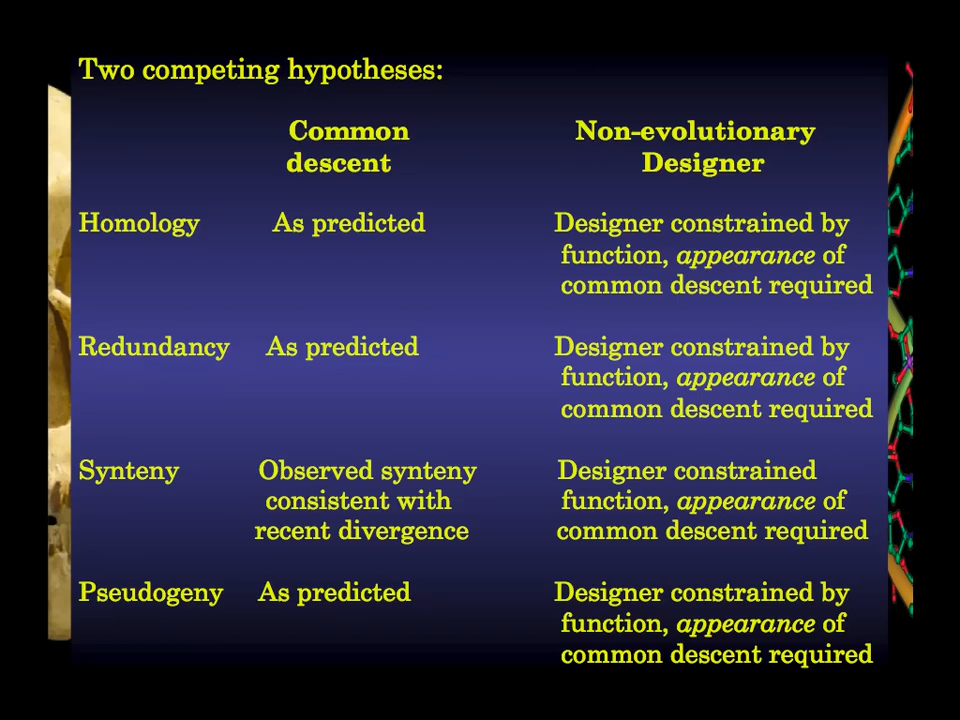 Two competing hypotheses:
Common Non-evolutionary
descent Designer
Homology As predicted Designer constrained by
function, appearance of
common descent required
Redundancy As predicted Designer constrained by
function, appearance of
common descent required
Synteny Observed synteny Designer constrained
consistent with function, appearance of
recent divergence common descent required
Pseudogeny As predicted Designer constrained by
function, appearance of
common descent required